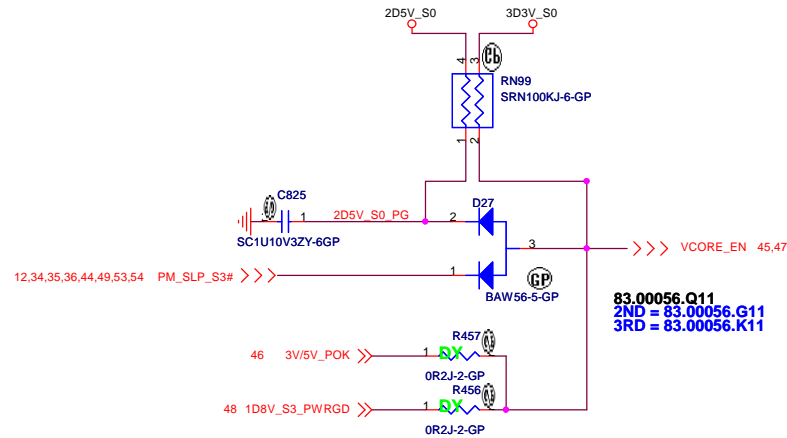 2D5V_S0
3D3V_S0
4
3
RN99
SRN100KJ-6-GP
1
2
C825
1
2D5V_S0_PG
SC1U10V3ZY-6GP
D27
2
3
VCORE_EN 45,47
12,34,35,36,44,49,53,54 PM_SLP_S3#
1
GP
BAW56-5-GP
83.00056.Q11
2ND = 83.00056.G11
3RD = 83.00056.K11
R457
46 3V/5V_POK
1
DY
0R2J-2-GP
R456
48 1D8V_S3_PWRGD
1
DY
0R2J-2-GP